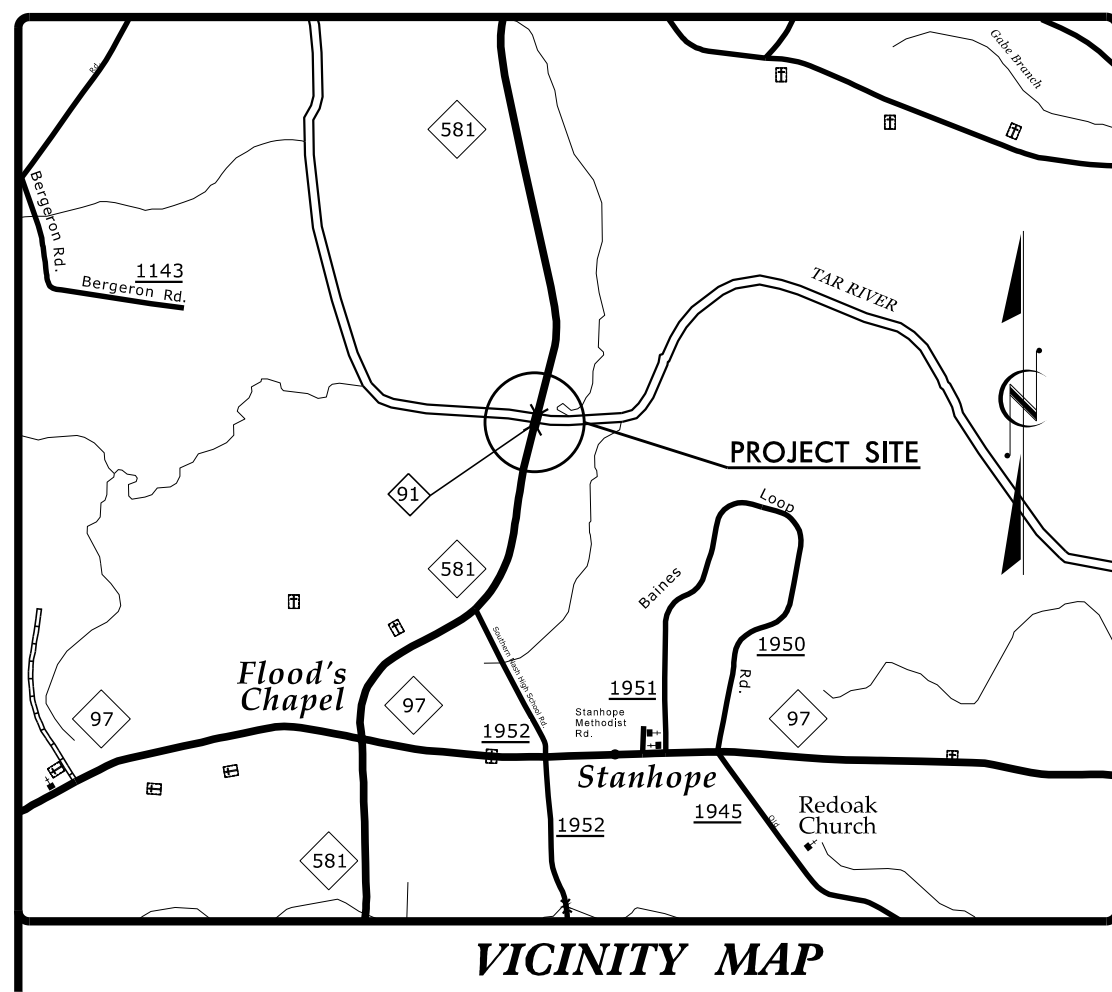 Rd.
Gabe Branch
581
Bergeron Rd.
1143
Bergeron Rd.
TAR RIVER
N
PROJECT SITE
91
Loop
581
Baines
Southern Nash High School Rd.
1950
Flood's
Chapel
Rd.
1951
97
97
Stanhope
Methodist
Rd.
97
1952
Stanhope
1945
Old
Redoak
Church
1952
581
VICINITY MAP